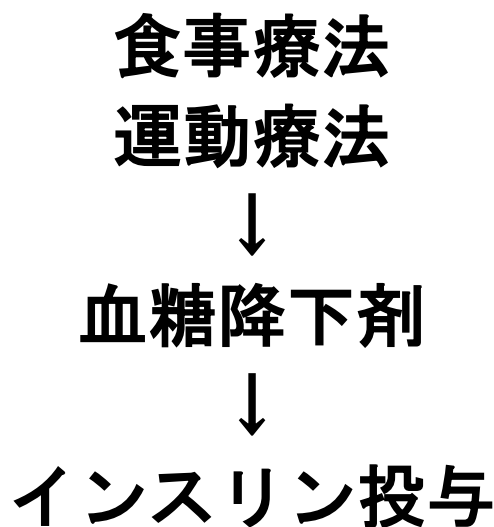 食事療法
運動療法
↓
血糖降下剤
↓
インスリン投与